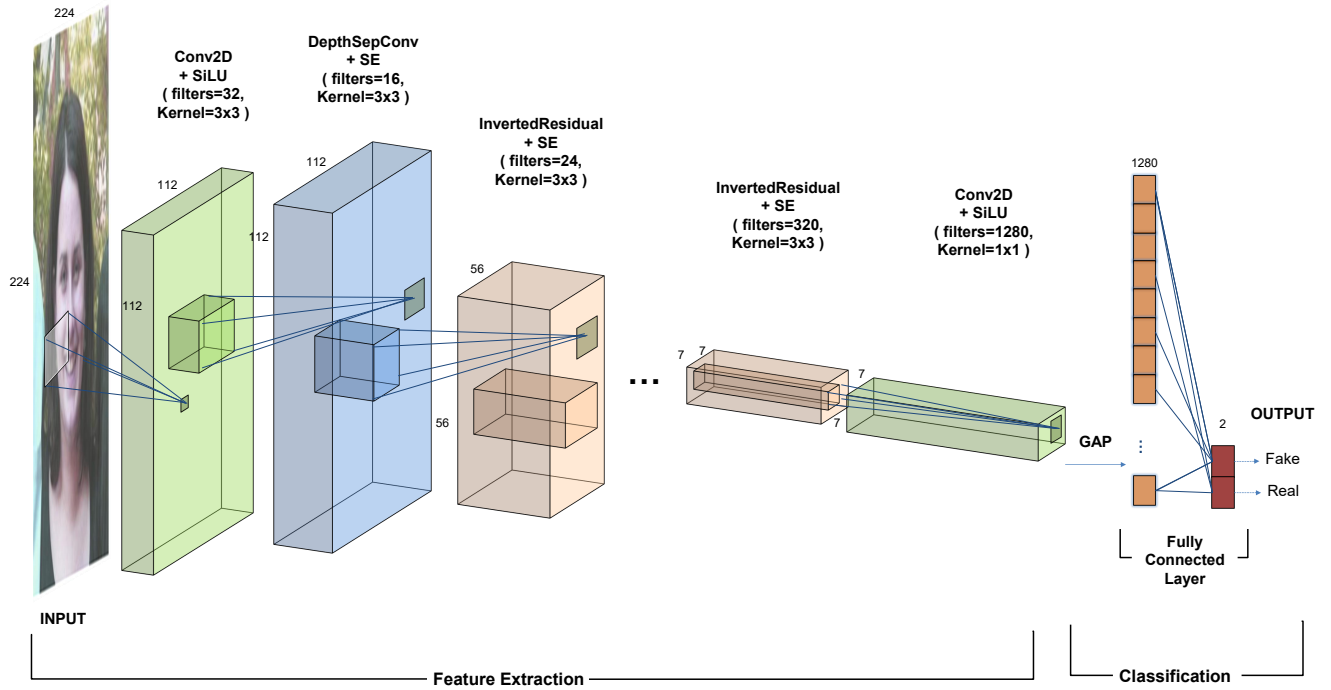 224
Conv2D
+ SiLU
( filters=32,
Kernel=3x3 )
DepthSepConv
+ SE
( filters=16,
Kernel=3x3 )
InvertedResidual
+ SE
( filters=24,
Kernel=3x3 )
InvertedResidual
+ SE
( filters=320,
Kernel=3x3 )
Conv2D
+ SiLU
( filters=1280,
Kernel=1x1 )
1280
112
112
224
112
112
56
56
...
7
7
7
7
GAP
...
2
OUTPUT
Fake
Real
Fully
Connected
Layer
INPUT
Feature Extraction
Classification